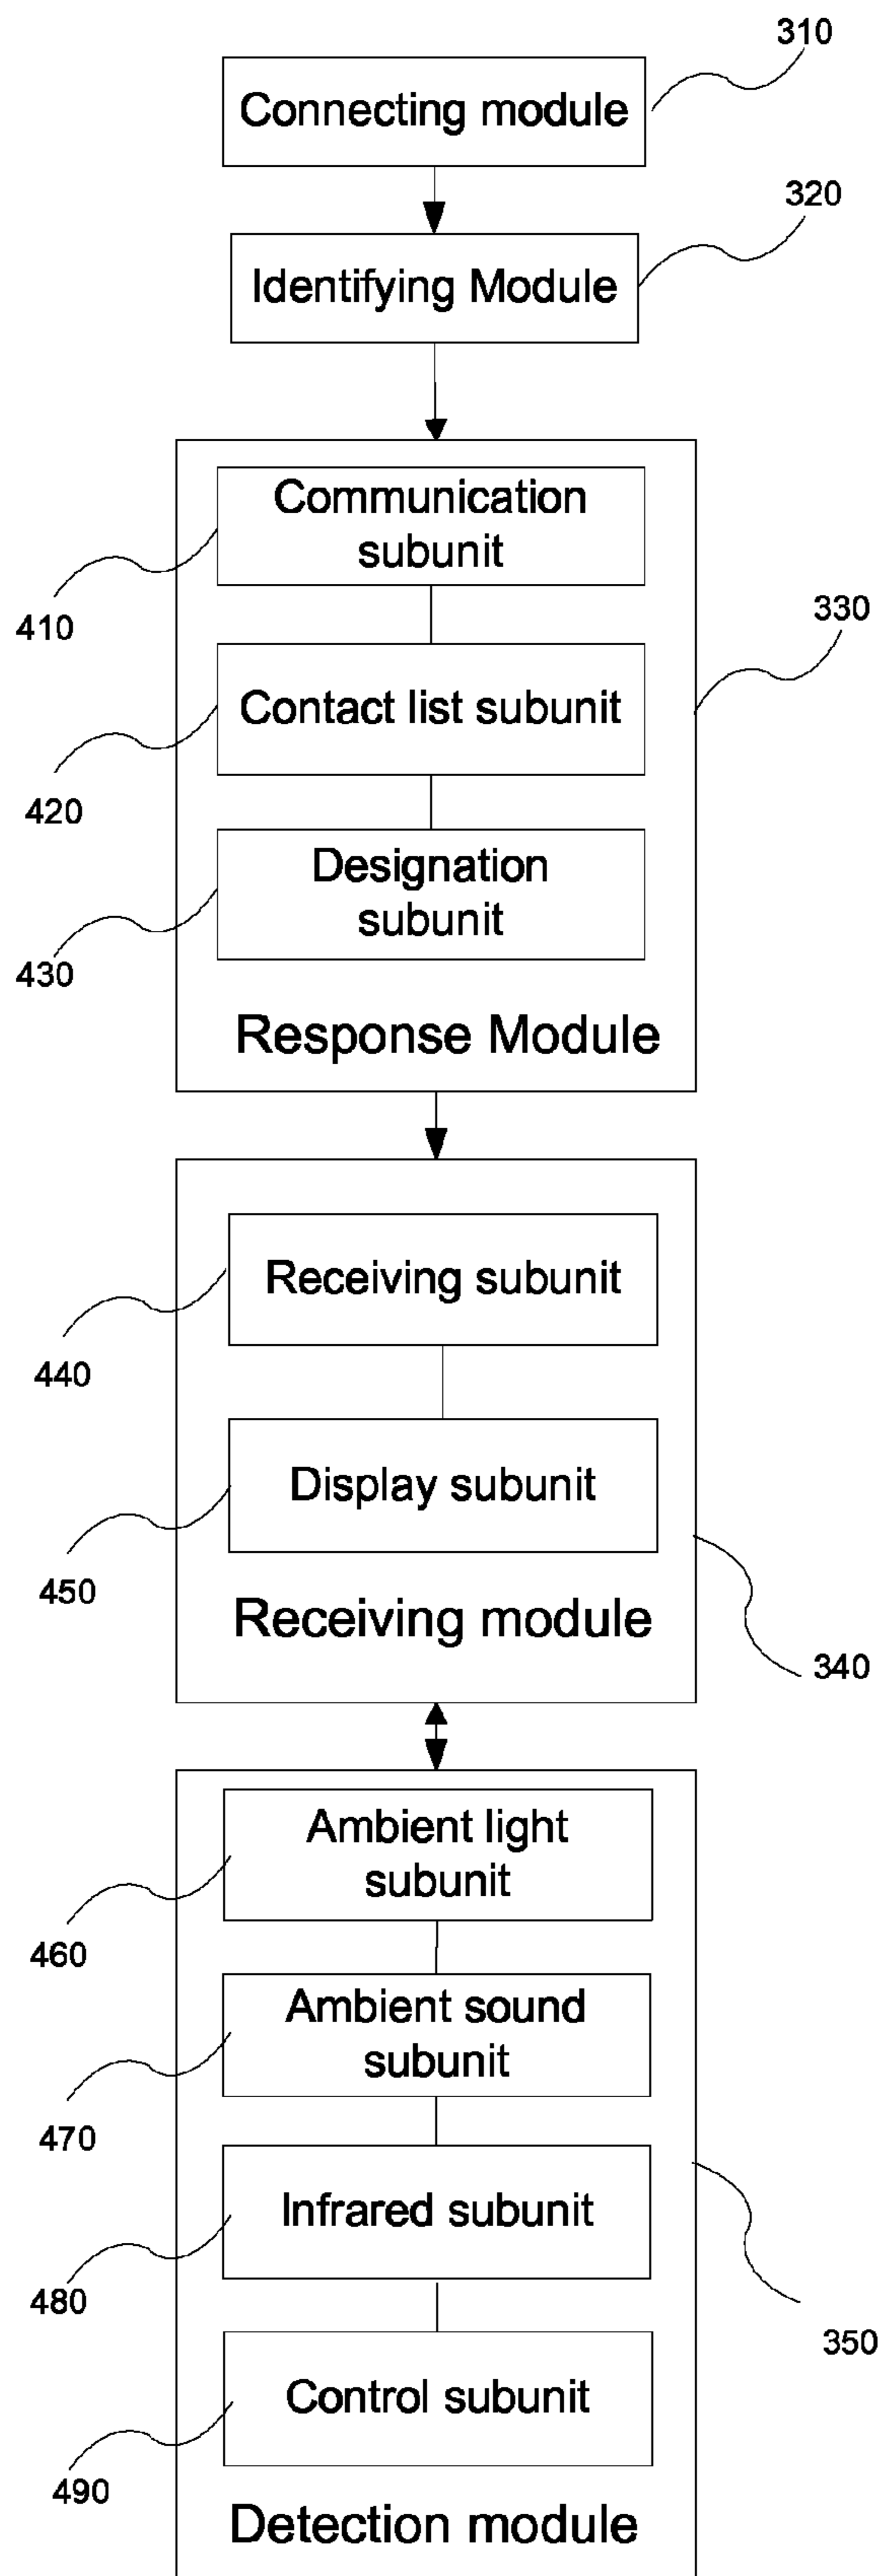 310
Connecting module
320
Identifying Module
Communication
subunit
410
330
Contact list subunit
420
Designation
subunit
430
Response Module
Receiving subunit
440
Display subunit
450
Receiving module
340
Ambient light
subunit
460
Ambient sound
subunit
470
Infrared subunit
480
350
Control subunit
490
Detection module